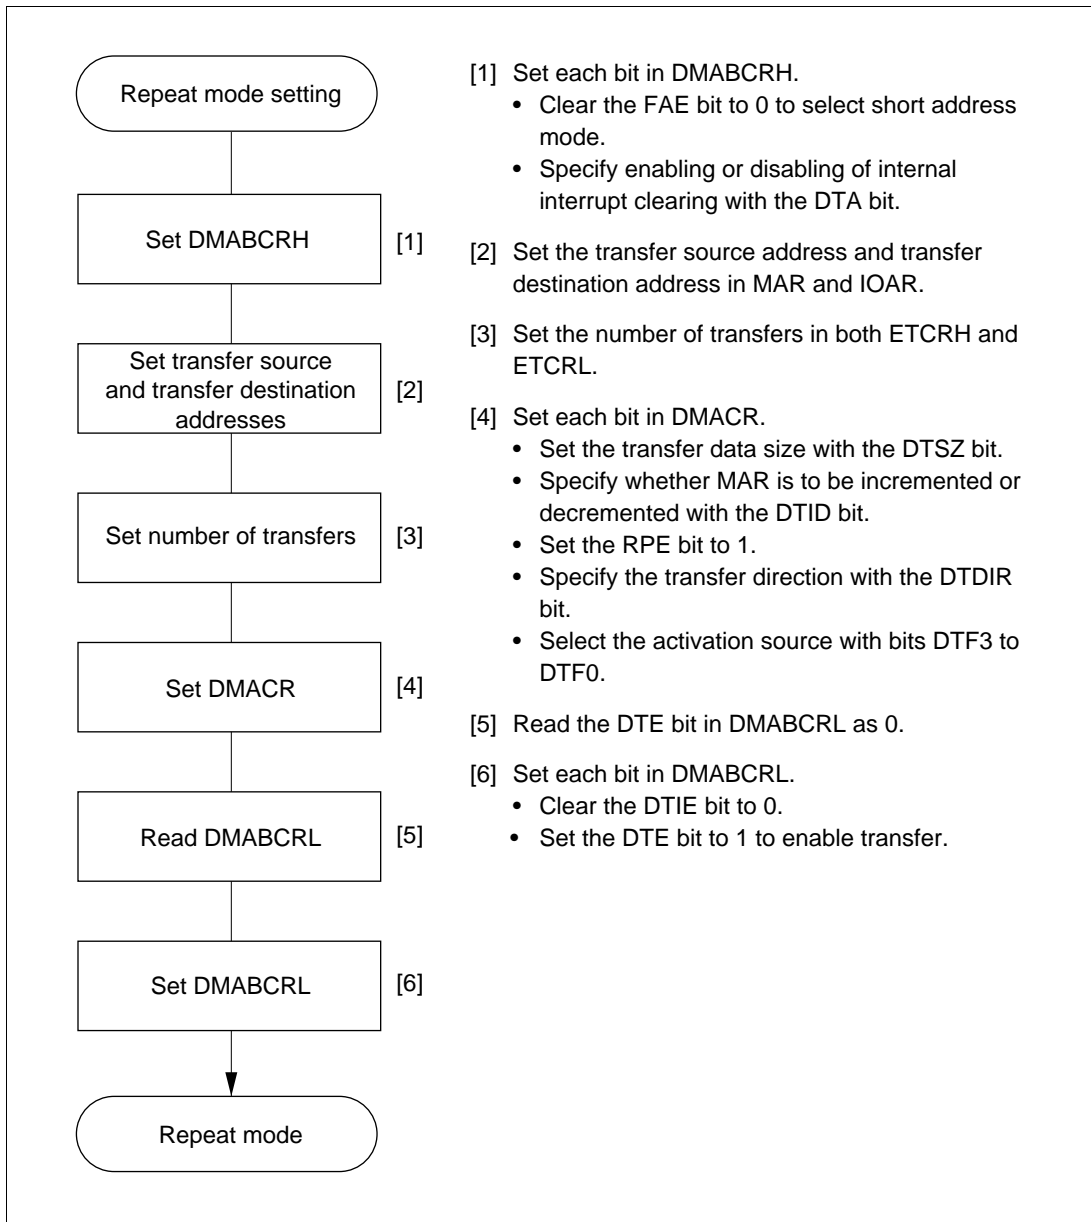 Repeat mode setting
Set DMABCRH
[1]
Set transfer source
and transfer destination
addresses
[2]
Set number of transfers
[3]
Set DMACR
[4]
Read DMABCRL
[5]
Set DMABCRL
[6]
Repeat mode
[1] Set each bit in DMABCRH.
• Clear the FAE bit to 0 to select short address
mode.
• Specify enabling or disabling of internal
interrupt clearing with the DTA bit.
[2] Set the transfer source address and transfer
destination address in MAR and IOAR.
[3] Set the number of transfers in both ETCRH and
ETCRL.
[4] Set each bit in DMACR.
• Set the transfer data size with the DTSZ bit.
• Specify whether MAR is to be incremented or
decremented with the DTID bit.
• Set the RPE bit to 1.
• Specify the transfer direction with the DTDIR
bit.
• Select the activation source with bits DTF3 to
DTF0.
[5] Read the DTE bit in DMABCRL as 0.
[6] Set each bit in DMABCRL.
• Clear the DTIE bit to 0.
• Set the DTE bit to 1 to enable transfer.